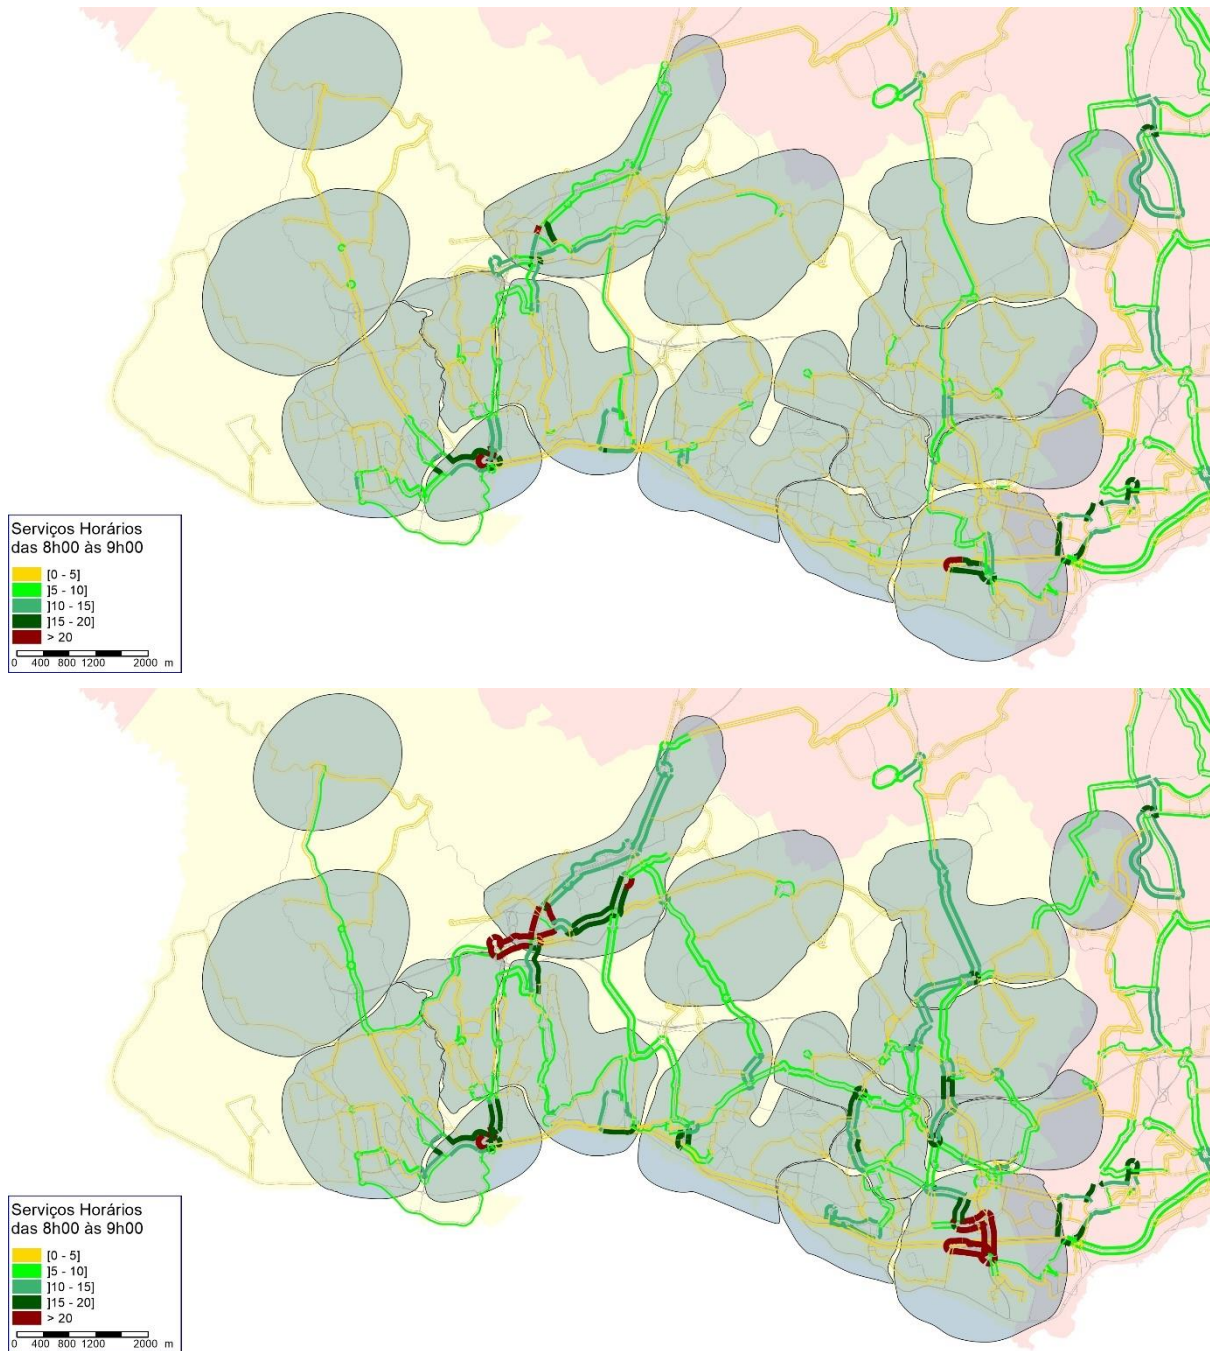 Serviços Horários
das 8h00 às 9h00
[0 - 5]
]5 - 10]
]10 - 15]
]15 - 20]
> 20
0 400 800 1200 2000 m
Serviços Horários
das 8h00 às 9h00
[0 - 5]
]5 - 10]
]10 - 15]
]15 - 20]
> 20
0 400 800 1200 2000 m